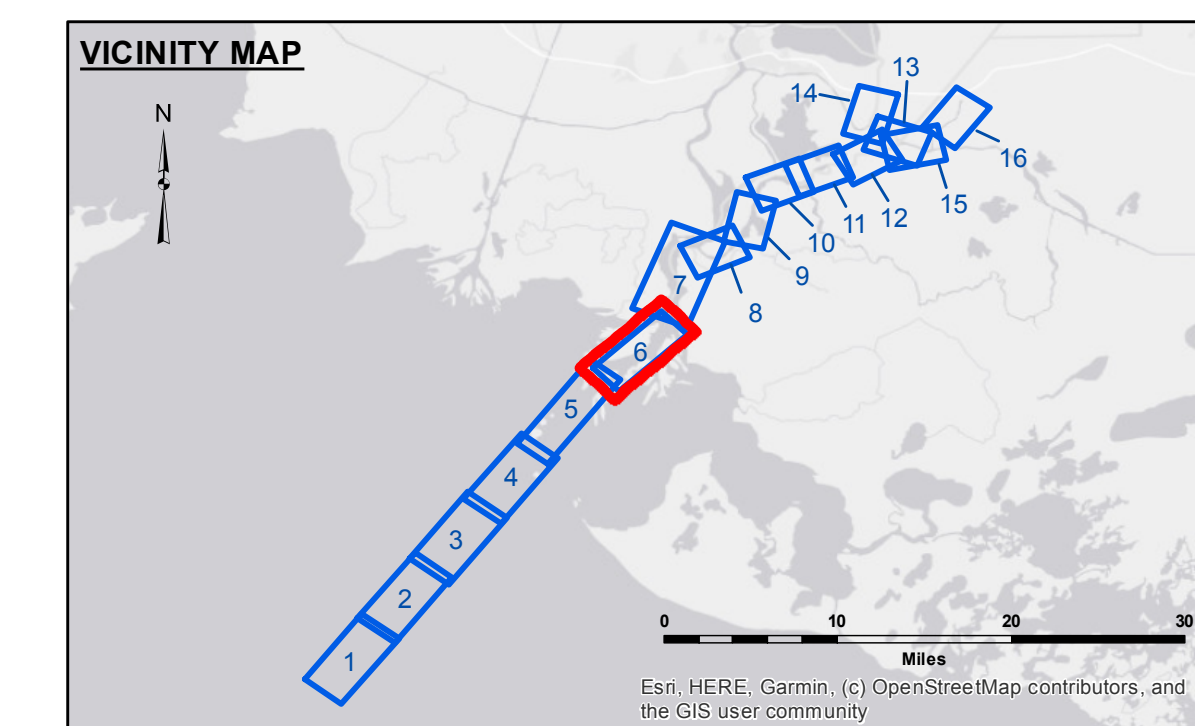 VICINITY MAP
N
13
14
16
15
12
11
10
9
8
7
6
5
4
3
2
1
0 10 20 30
Miles
Esri, HERE, Garmin, (c) OpenStreetMap contributors, and
the GIS user community